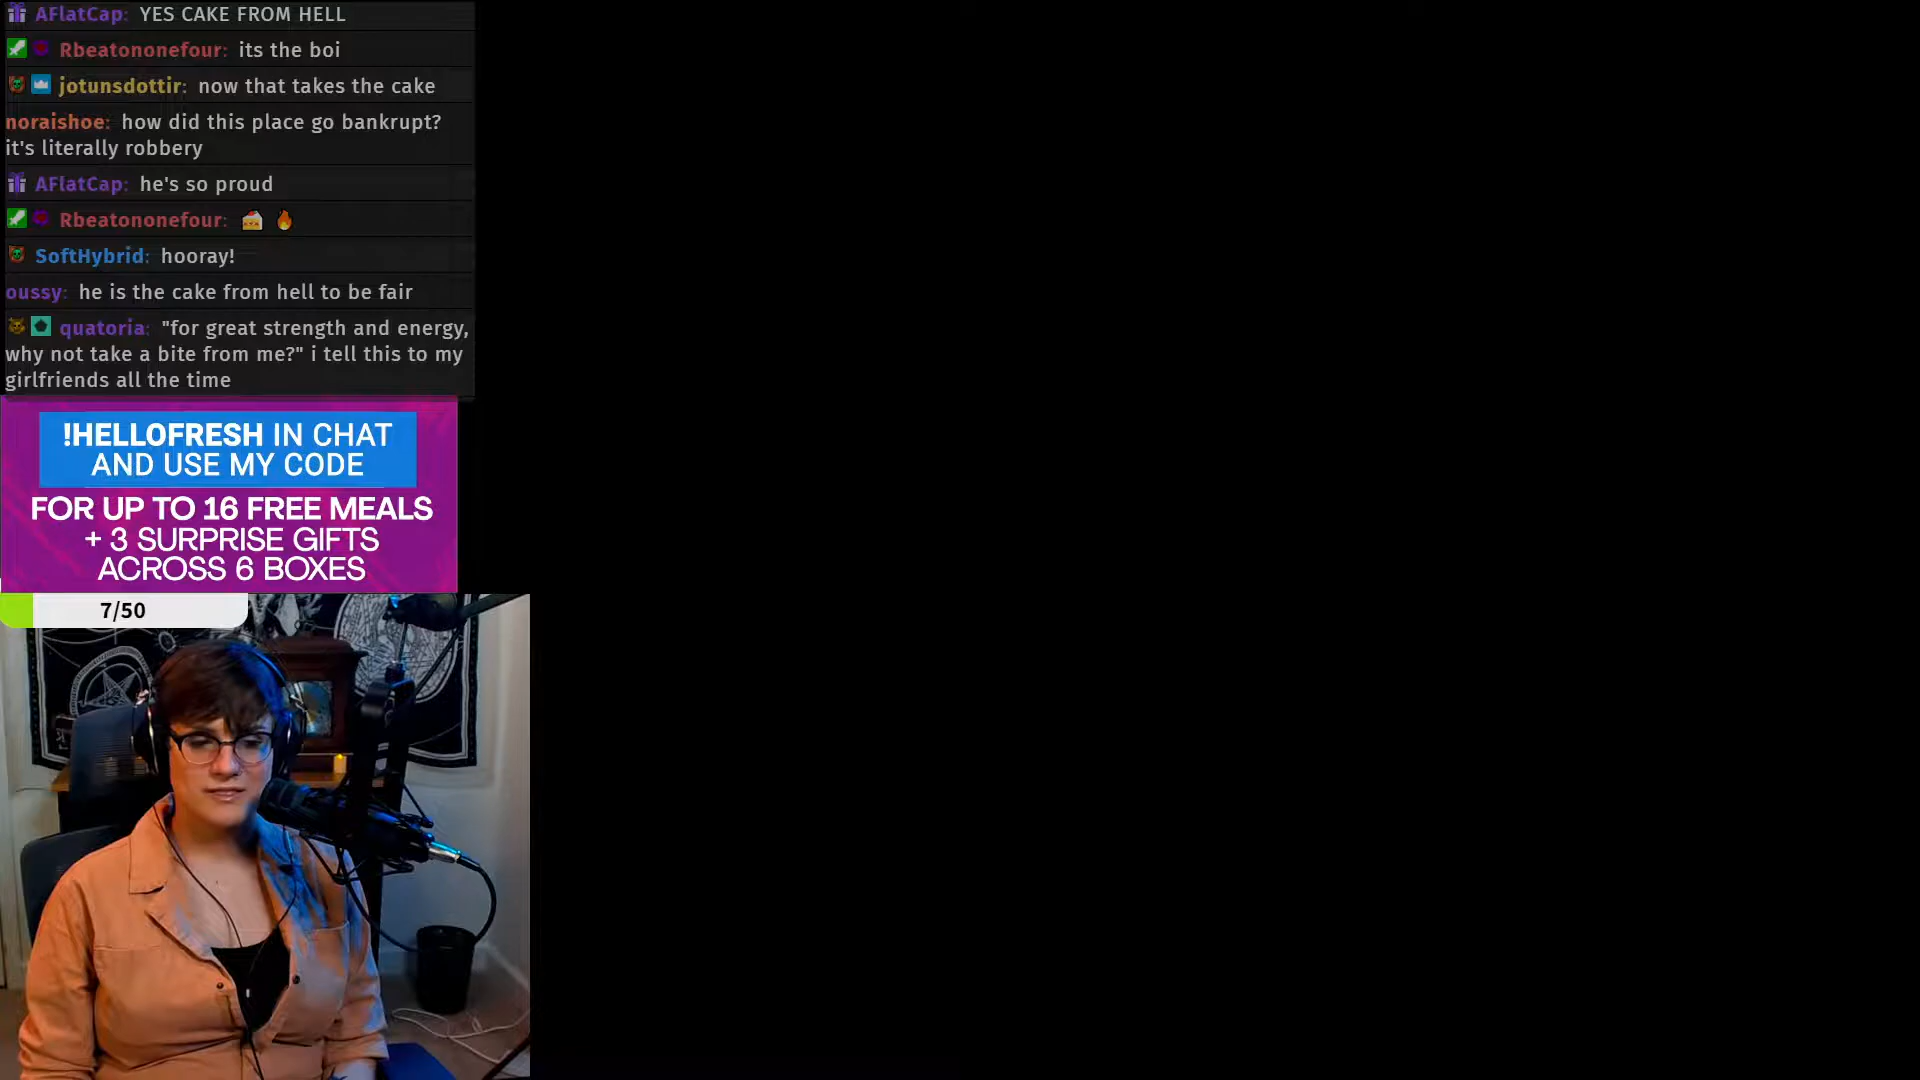 AFlatCap: YES CAKE FROM HELL
Rbeatononefour: its the boi
jotunsdottir: now that takes the cake
noraishoe: how did this place go bankrupt?
it's literally robbery
AFlatCap: he's so proud
Rbeatononefour: 🍰 🔥
SoftHybrid: hooray!
oussy: he is the cake from hell to be fair
quatoria: "for great strength and energy,
why not take a bite from me?" i tell this to my
girlfriends all the time
!HELLOFRESH IN CHAT
AND USE MY CODE
FOR UP TO 16 FREE MEALS
+ 3 SURPRISE GIFTS
ACROSS 6 BOXES
7/50